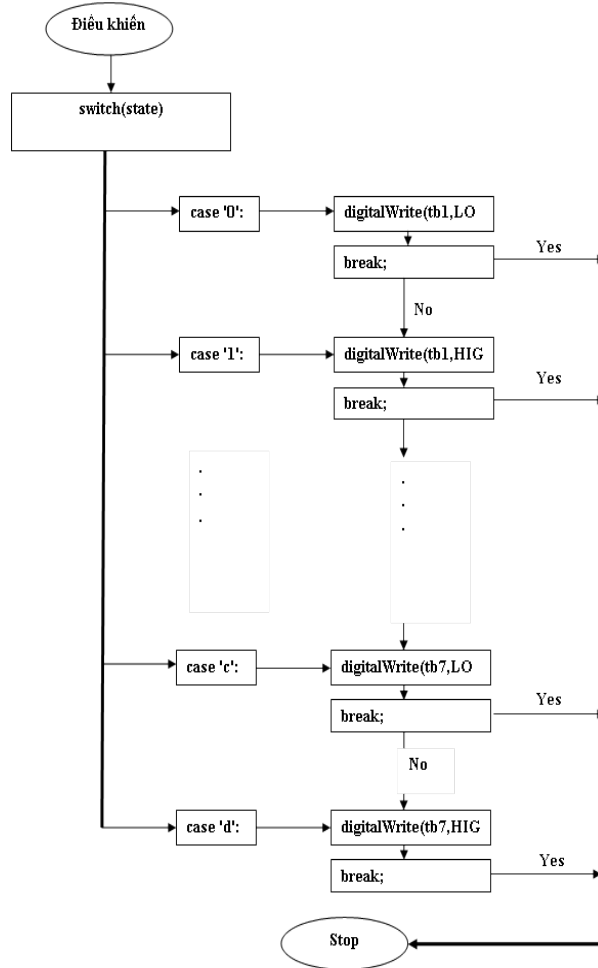 Điều khiến
switch(state)
case '0':
digitalWrite(tb1,LO
break;
Yes
No
case '1':
digitalWrite(tb1,HIG
break;
Yes
.
.
.
.
.
.
case 'c':
digitalWrite(tb7,LO
break;
Yes
No
case 'd':
digitalWrite(tb7,HIG
break;
Yes
Stop